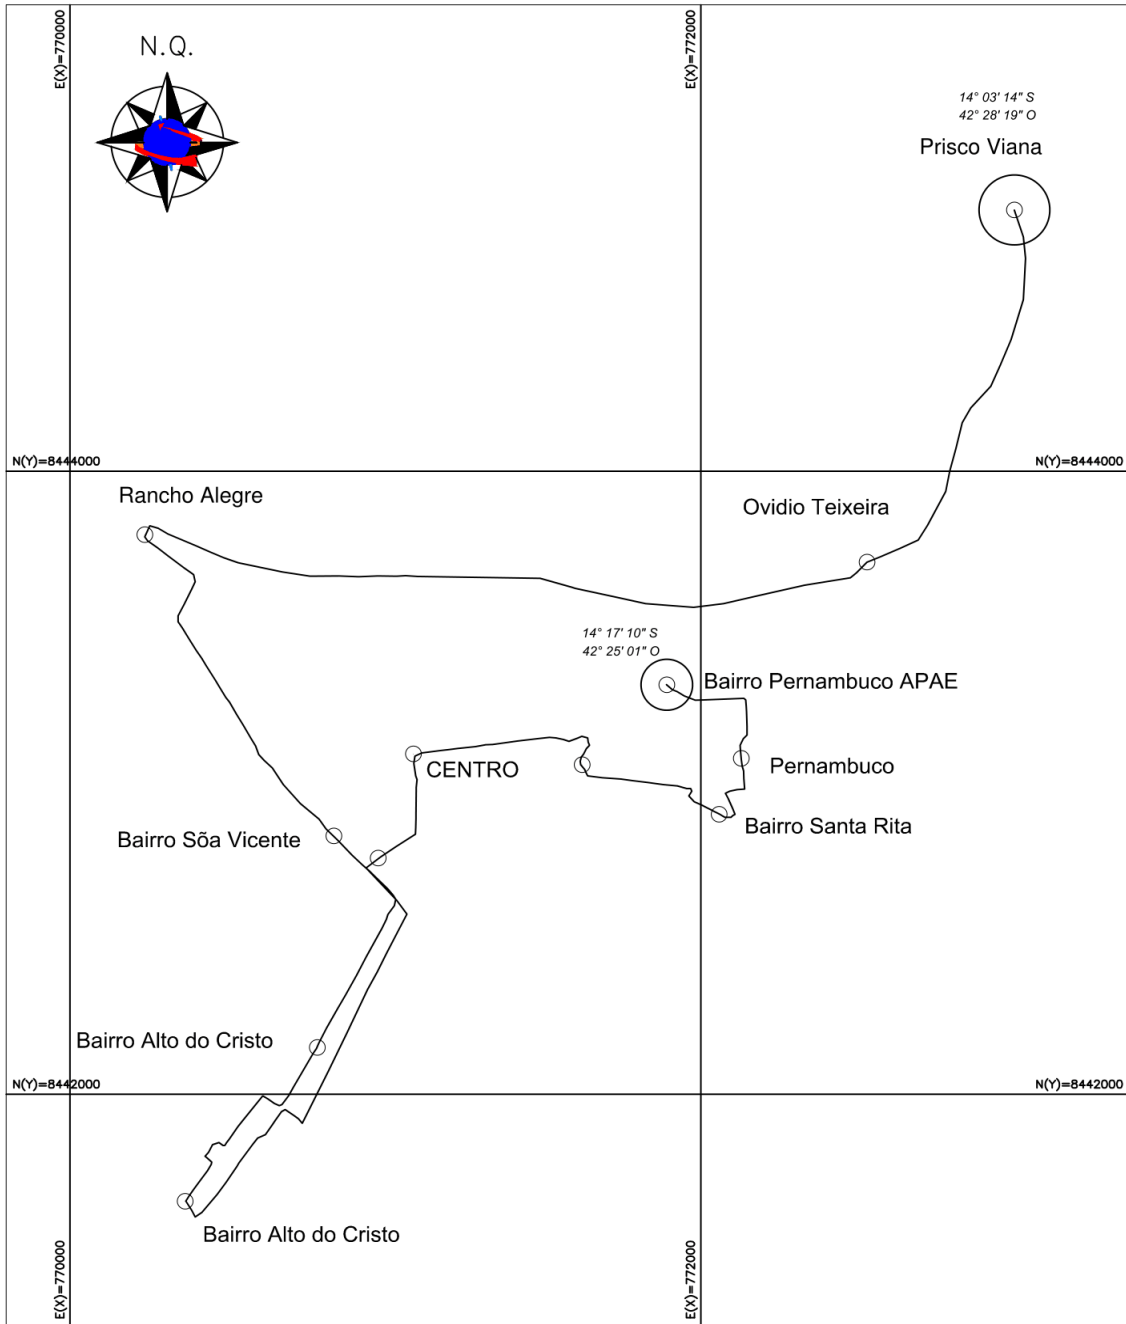 E(X)=770000
E(X)=772000
N.Q.
14° 03' 14" S
42° 28' 19" O
Prisco Viana
N(Y)=8444000
N(Y)=8444000
Rancho Alegre
Ovidio Teixeira
14° 17' 10" S
42° 25' 01" O
Bairro Pernambuco APAE
CENTRO
Pernambuco
Bairro Santa Rita
Bairro Sõa Vicente
Bairro Alto do Cristo
N(Y)=8442000
N(Y)=8442000
Bairro Alto do Cristo
E(X)=770000
E(X)=772000